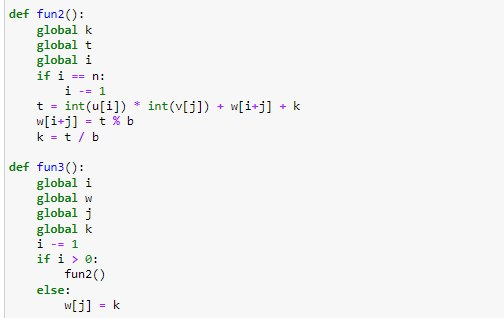 def fun2():
    global k
    global t
    global i
    if i == n:
        i -= 1
    t = int(u[i]) * int(v[j]) + w[i+j] + k
    w[i+j] = t % b
    k = t / b

def fun3():
    global i
    global w
    global j
    global k
    i -= 1
    if i > 0:
        fun2()
    else:
        w[j] = k